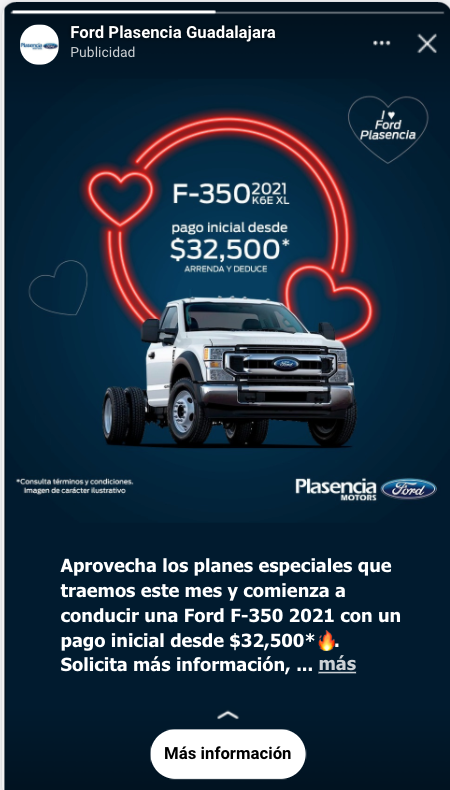 Ford Plasencia Guadalajara
Publicidad
I ♥
Ford
Plasencia
F-350 2021
K6E XL
pago inicial desde
$32,500*
ARRENDA Y DEDUCE
*Consulta términos y condiciones.
Imagen de carácter ilustrativo
Plasencia
MOTORS
Ford
Aprovecha los planes especiales que
traemos este mes y comienza a
conducir una Ford F-350 2021 con un
pago inicial desde $32,500*🔥.
Solicita más información, ... más
Más información